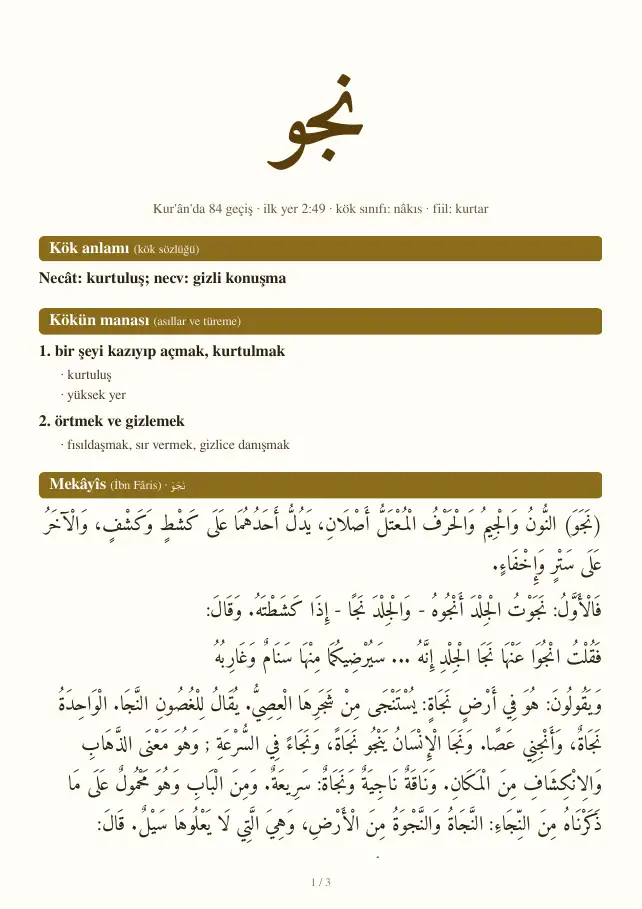 نجو
Kur'ân'da 84 geçiş · ilk yer 2:49 · kök sınıfı: nâkıs · fiil: kurtar
Kök anlamı (kök sözlüğü)
Necât: kurtuluş; necv: gizli konuşma
Kökün manası (asıllar ve türeme)
1. bir şeyi kazıyıp açmak, kurtulmak
· kurtuluş
· yüksek yer
2. örtmek ve gizlemek
· fısıldaşmak, sır vermek, gizlice danışmak
Mekâyîs (İbn Fâris) · نَجَوَ
(نَجَوَ) النُّونُ وَالْجِيمُ وَالْحَرْفُ الْمُعْتَلُّ أَصْلَانِ، يَدُلُّ أَحَدُهُمَا عَلَى كَشْطٍ وَكَشْفٍ، وَالْآخَرُ
عَلَى سَتْرٍ وَإِخْفَاءٍ.
فَالْأَوَّلُ: نَجَوْتُ الْجِلْدَ أَنْجُوهُ - وَالْجِلْدَ نَجًا - إِذَا كَشَطْتَهُ. وَقَالَ:
فَقُلْتُ انْجُوَا عَنْهَا نَجَا الْجِلْدِ إِنَّهُ ... سَيُرْضِيكُمَا مِنْهَا سَنَامٌ وَغَارِبُهُ
وَيَقُولُونَ: هُوَ فِي أَرْضٍ نَجَاةٍ: يُسْتَنْجَى مِنْ شَجَرِهَا الْعِصِيُّ. يُقَالُ لِلْغُصُونِ النَّجَا. الْوَاحِدَةُ
نَجَاةٌ، وَأَنْجِنِي عَصًا. وَنَجَا الْإِنْسَانُ يَنْجُو نَجَاةً، وَنَجَاءً فِي السُّرْعَةِ ; وَهُوَ مَعْنَى الذَّهَابِ
وَالِانْكِشَافِ مِنَ الْمَكَانِ. وَنَاقَةٌ نَاجِيَةٌ وَنَجَاةٌ: سَرِيعَةٌ. وَمِنَ الْبَابِ وَهُوَ مَحْمُولٌ عَلَى مَا
ذَكَرْنَاهُ مِنَ النَّجَاءِ: النَّجَاةُ وَالنَّجْوَةُ مِنَ الْأَرْضِ، وَهِيَ الَّتِي لَا يَعْلُوهَا سَيْلٌ. قَالَ:
1 / 3